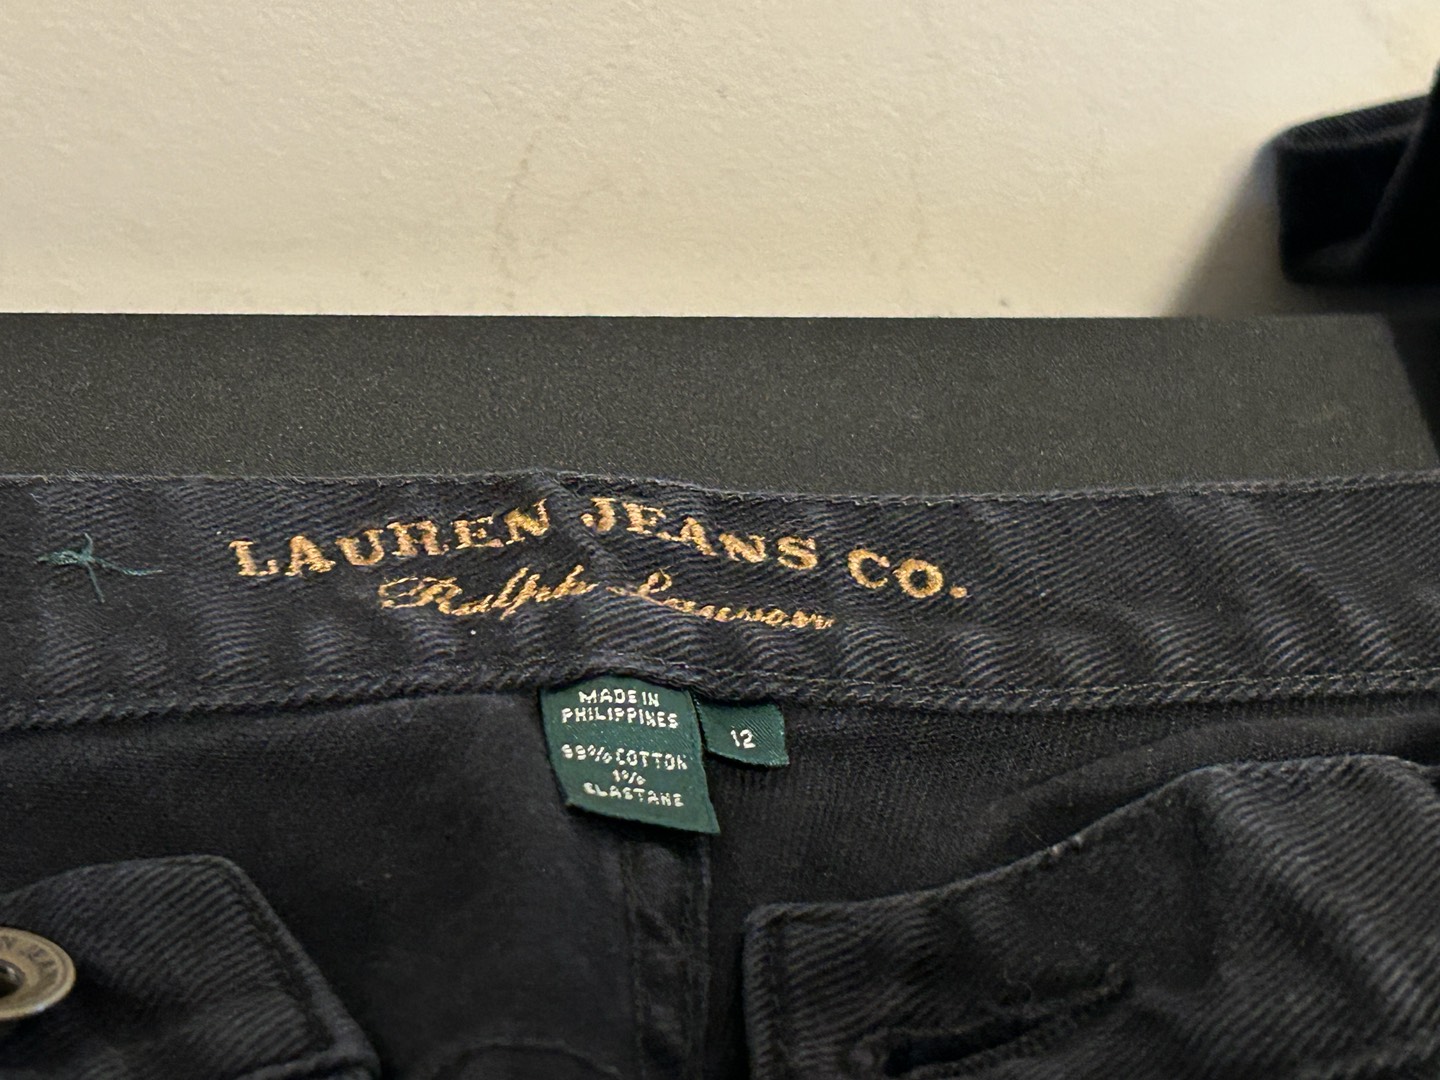 LAUREN JEANS CO.
Ralph Lauren
MADE IN
PHILIPPINES
99% COTTON
1%
ELASTANE
12